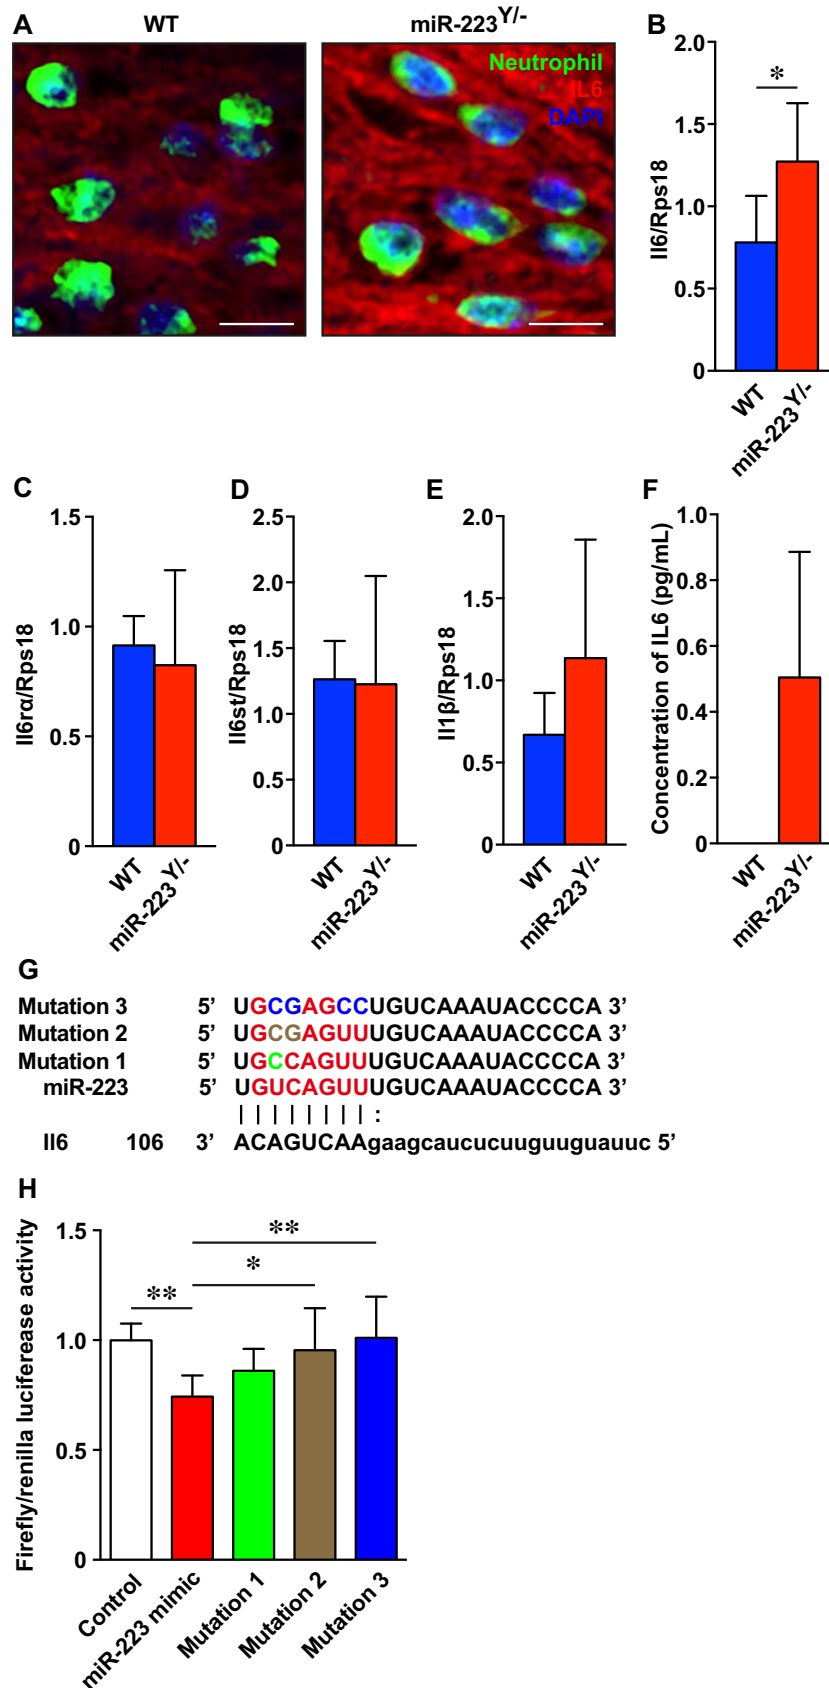 A
WT
miR-223Y/-
Neutrophil
IL6
DAPI
B
Il6/Rps18
2.0
1.5
1.0
0.5
0
*
WT
miR-223Y/-
C
Il6rα/Rps18
1.5
1.0
0.5
0
WT
miR-223Y/-
D
Il6st/Rps18
2.5
2.0
1.5
1.0
0.5
0
WT
miR-223Y/-
E
Il1β/Rps18
2.0
1.5
1.0
0.5
0
WT
miR-223Y/-
F
Concentration of IL6 (pg/mL)
1.0
0.8
0.6
0.4
0.2
0
WT
miR-223Y/-
G
Mutation 3 5’ UGCGAGCCUGUCAAAUACCCCA 3’
Mutation 2 5’ UGCGAGUUUGUCAAAUACCCCA 3’
Mutation 1 5’ UGCCAGUUUGUCAAAUACCCCA 3’
miR-223 5’ UGUCAGUUUGUCAAAUACCCCA 3’
| | | | | | | | :
Il6 106 3’ ACAGUCAAgaagcaucucuuguuguauuc 5’
H
Firefly/renilla luciferease activity
1.5
1.0
0.5
0
**
*
**
Control
miR-223 mimic
Mutation 1
Mutation 2
Mutation 3